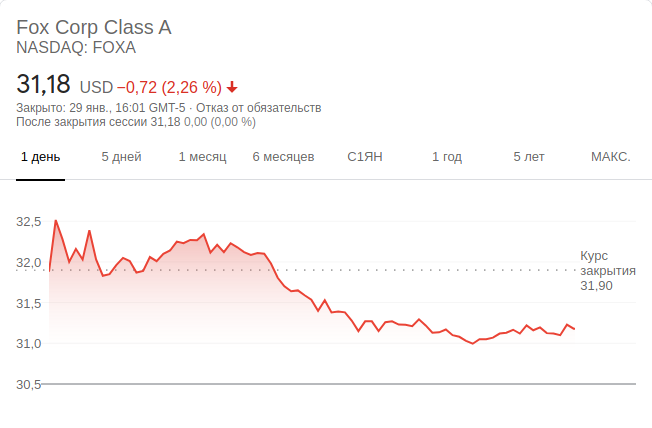 Fox Corp Class A
NASDAQ: FOXA
31,18 USD −0,72 (2,26 %)
Закрыто: 29 янв., 16:01 GMT-5 · Отказ от обязательств
После закрытия сессии 31,18 0,00 (0,00 %)
1 день 5 дней 1 месяц 6 месяцев С1ЯН 1 год 5 лет МАКС.
32,5
32,0
31,5
31,0
30,5
Курс
закрытия
31,90